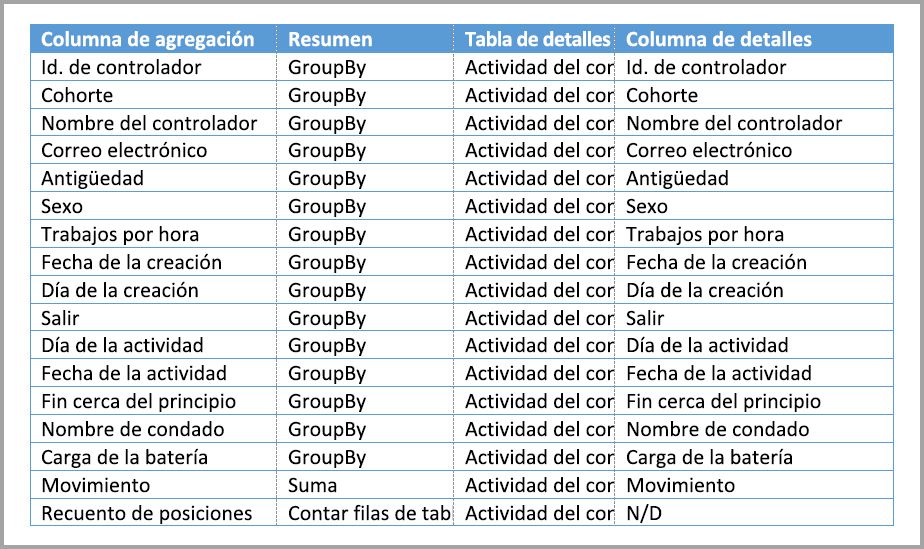 Columna de agregación Resumen Tabla de detalles Columna de detalles
Id. de controlador GroupBy Actividad del cor Id. de controlador
Cohorte GroupBy Actividad del cor Cohorte
Nombre del controlador GroupBy Actividad del cor Nombre del controlador
Correo electrónico GroupBy Actividad del cor Correo electrónico
Antigüedad GroupBy Actividad del cor Antigüedad
Sexo GroupBy Actividad del cor Sexo
Trabajos por hora GroupBy Actividad del cor Trabajos por hora
Fecha de la creación GroupBy Actividad del cor Fecha de la creación
Día de la creación GroupBy Actividad del cor Día de la creación
Salir GroupBy Actividad del cor Salir
Día de la actividad GroupBy Actividad del cor Día de la actividad
Fecha de la actividad GroupBy Actividad del cor Fecha de la actividad
Fin cerca del principio GroupBy Actividad del cor Fin cerca del principio
Nombre de condado GroupBy Actividad del cor Nombre de condado
Carga de la batería GroupBy Actividad del cor Carga de la batería
Movimiento Suma Actividad del cor Movimiento
Recuento de posiciones Contar filas de tab Actividad del cor N/D